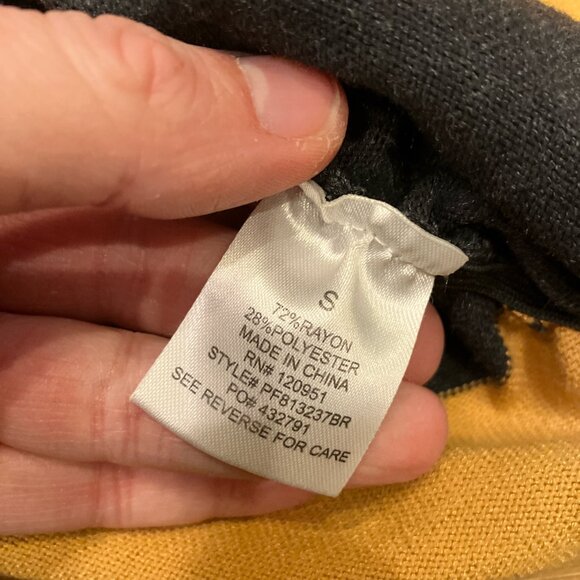 S
72%RAYON
28%POLYESTER
MADE IN CHINA
RN# 120951
STYLE# PF813237BR
PO# 432791
SEE REVERSE FOR CARE